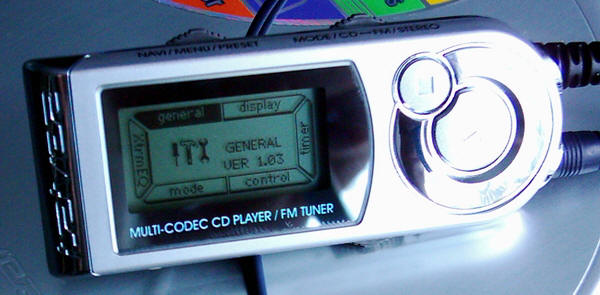 NAVI / MENU / PRESET
MODE / CD ↔ FM / STEREO
general
display
XtrmEQ
GENERAL
VER 1.03
timer
mode
control
MULTI-CODEC CD PLAYER / FM TUNER